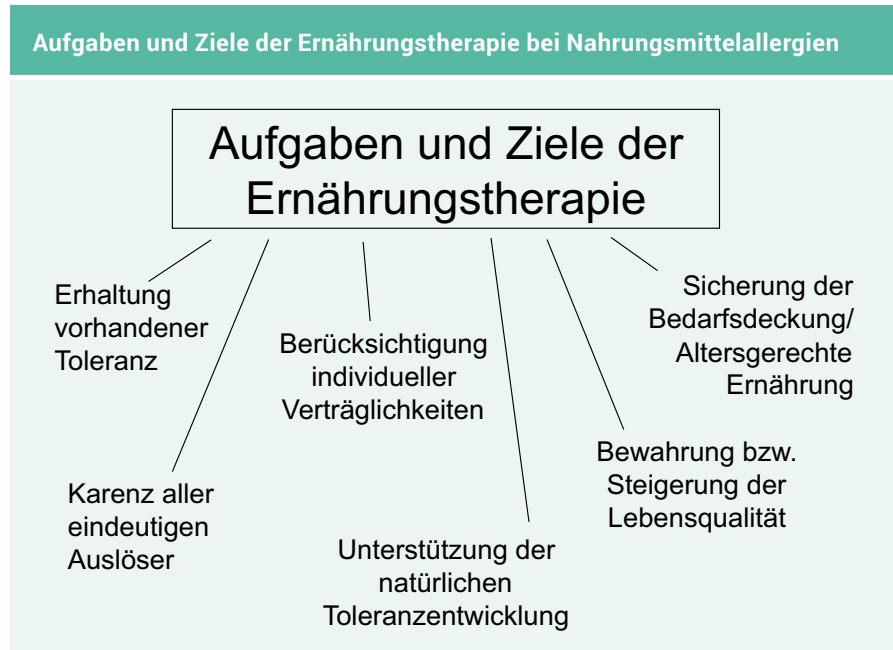 Aufgaben und Ziele der Ernährungstherapie bei Nahrungsmittelallergien
Aufgaben und Ziele der
Ernährungstherapie
Erhaltung
vorhandener
Toleranz
Karenz aller
eindeutigen
Auslöser
Berücksichtigung
individueller
Verträglichkeiten
Unterstützung der
natürlichen
Toleranzentwicklung
Bewahrung bzw.
Steigerung der
Lebensqualität
Sicherung der
Bedarfsdeckung/
Altersgerechte
Ernährung